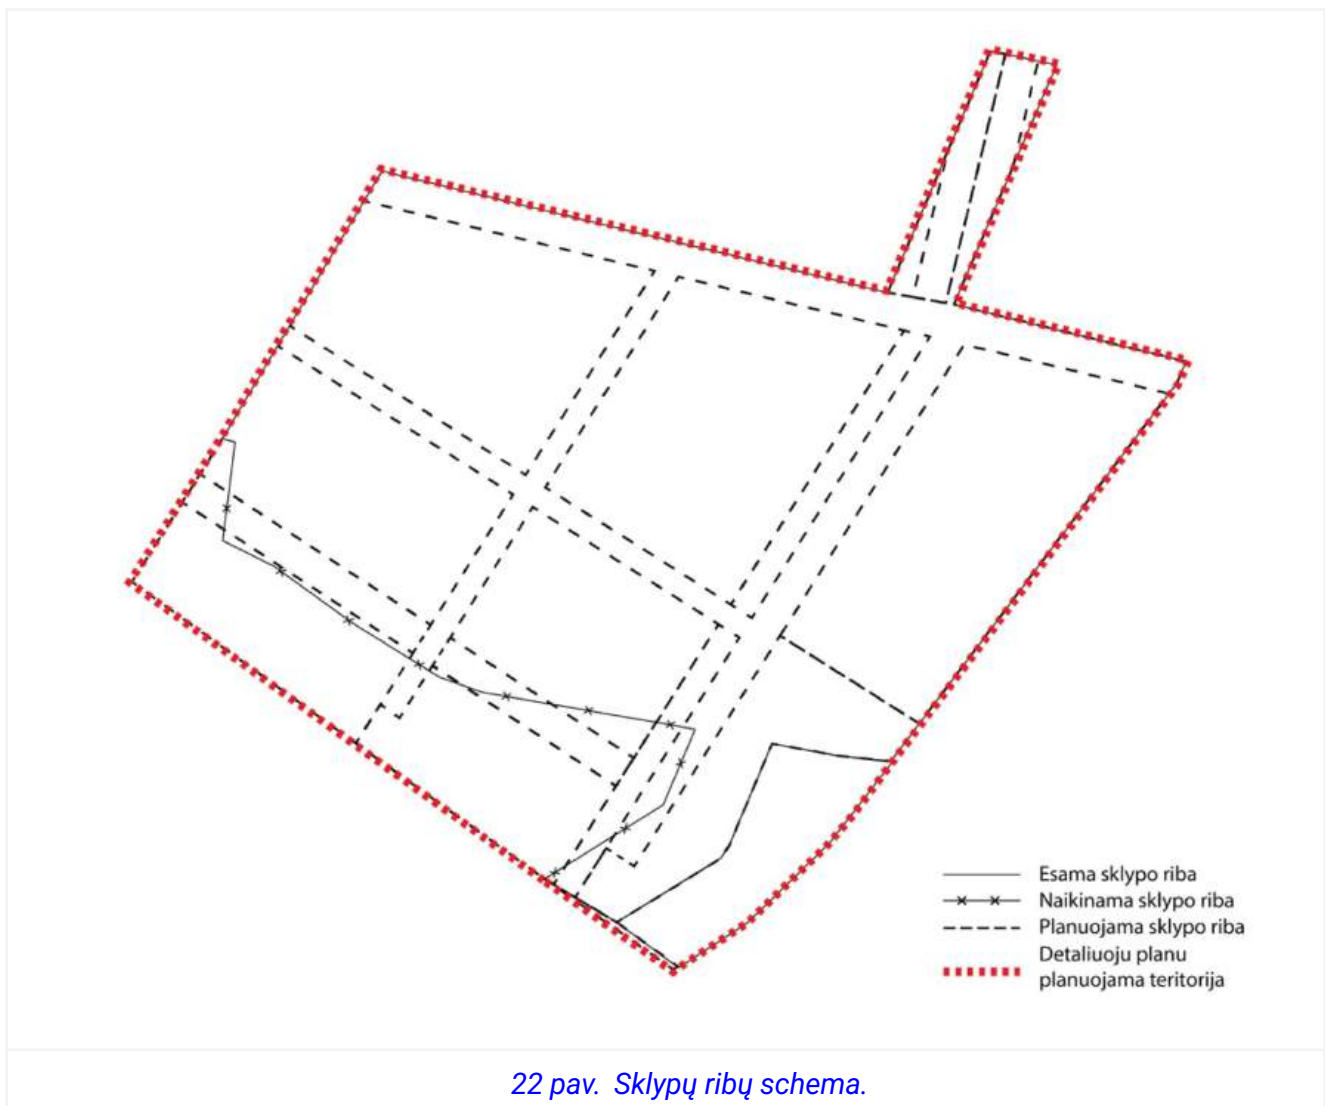 Esama sklypo riba
Naikinama sklypo riba
Planuojama sklypo riba
Detaliuoju planu
planuojama teritorija
22 pav. Sklypų ribų schema.